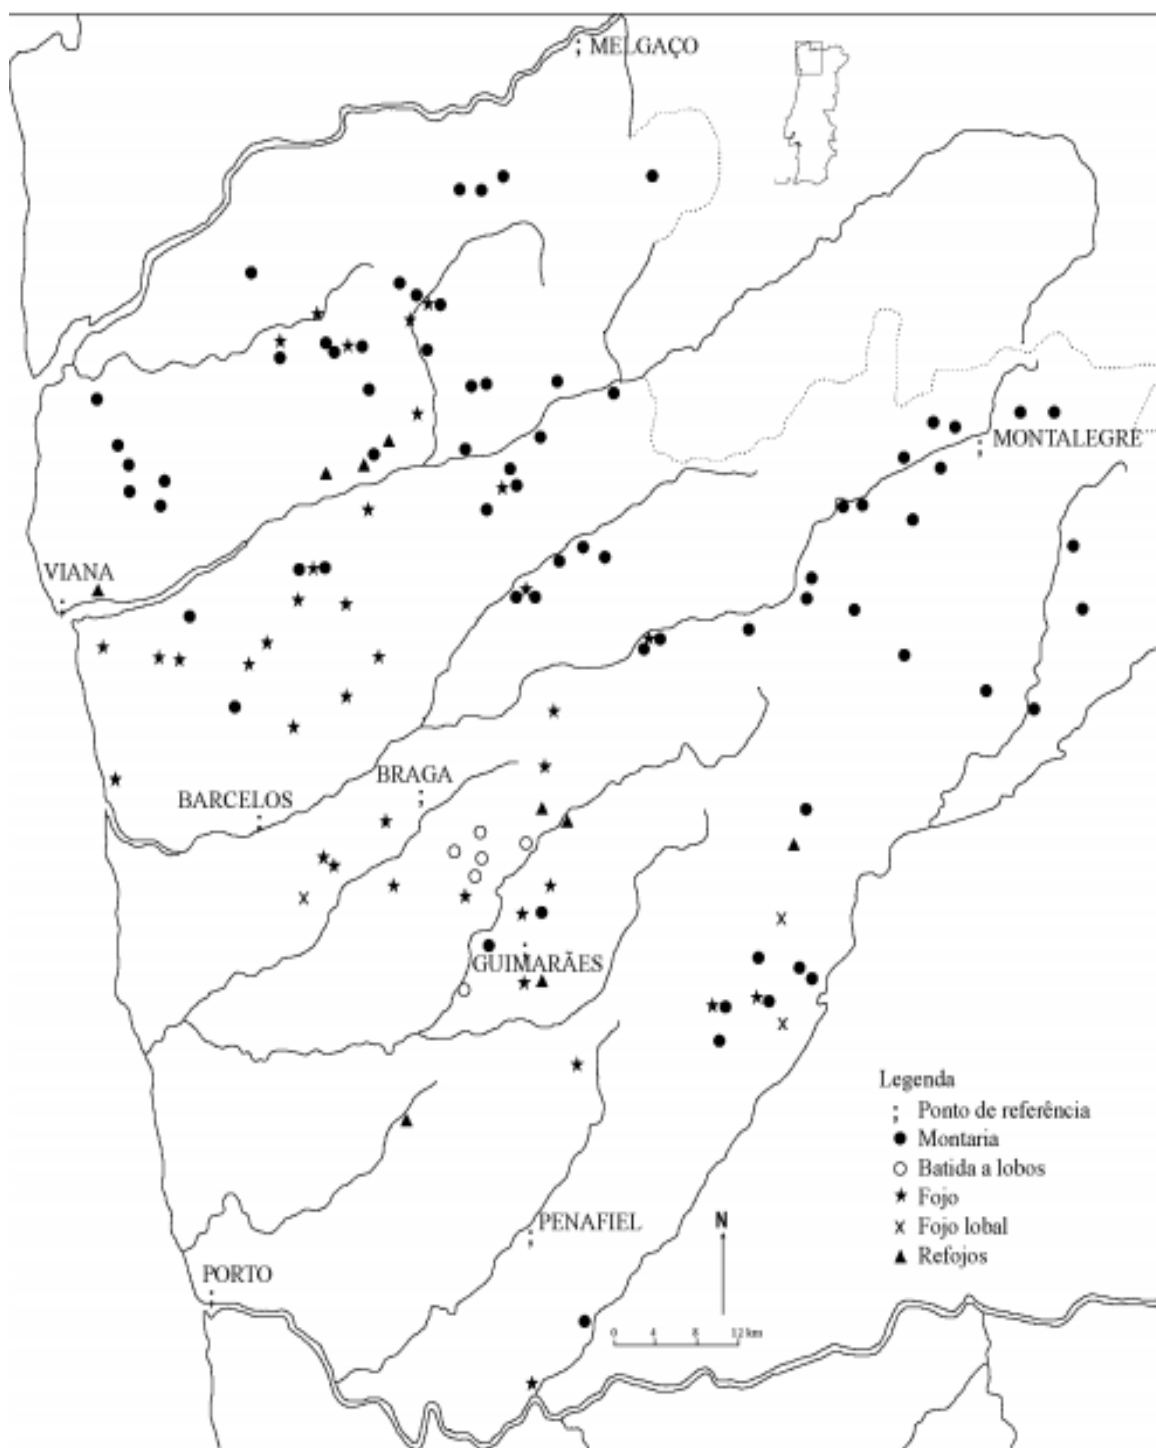 MELGAÇO
MONTALEGRE
VIANA
BRAGA
BARCELOS
GUIMARÃES
Legenda
Ponto de referência
Montaria
Batida a lobos
Fojo
Fojo lobal
Refojos
PENAFIEL
N
PORTO
0 4 8 12 km